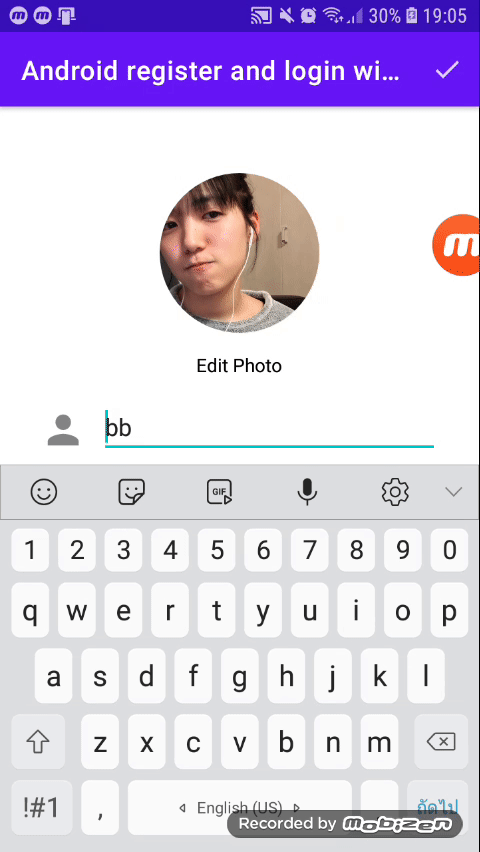 30% 19:05
Android register and login wi...
Edit Photo
bb
GIF
1 2 3 4 5 6 7 8 9 0
q w e r t y u i o p
a s d f g h j k l
z x c v b n m
!#1 , English (US) ถัดไป
Recorded by mobizen